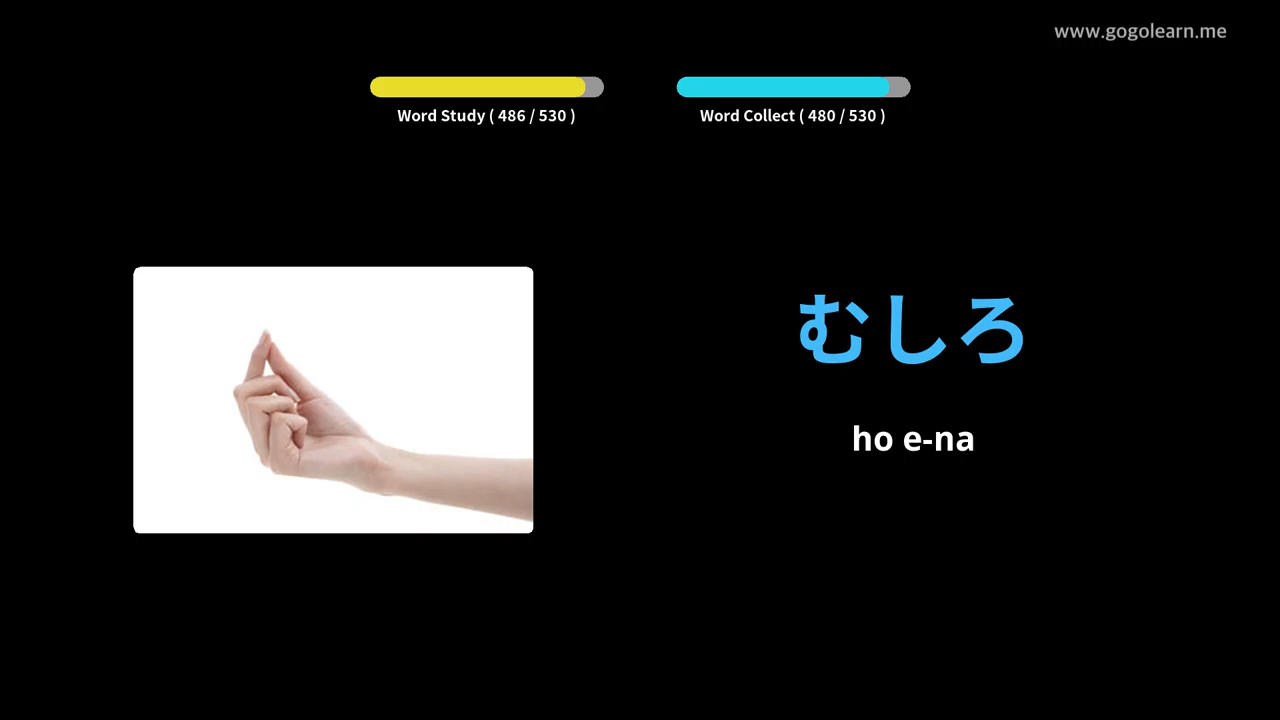 www.gogolearn.me
Word Study ( 486 / 530 )
Word Collect ( 480 / 530 )
むしろ
ho e-na